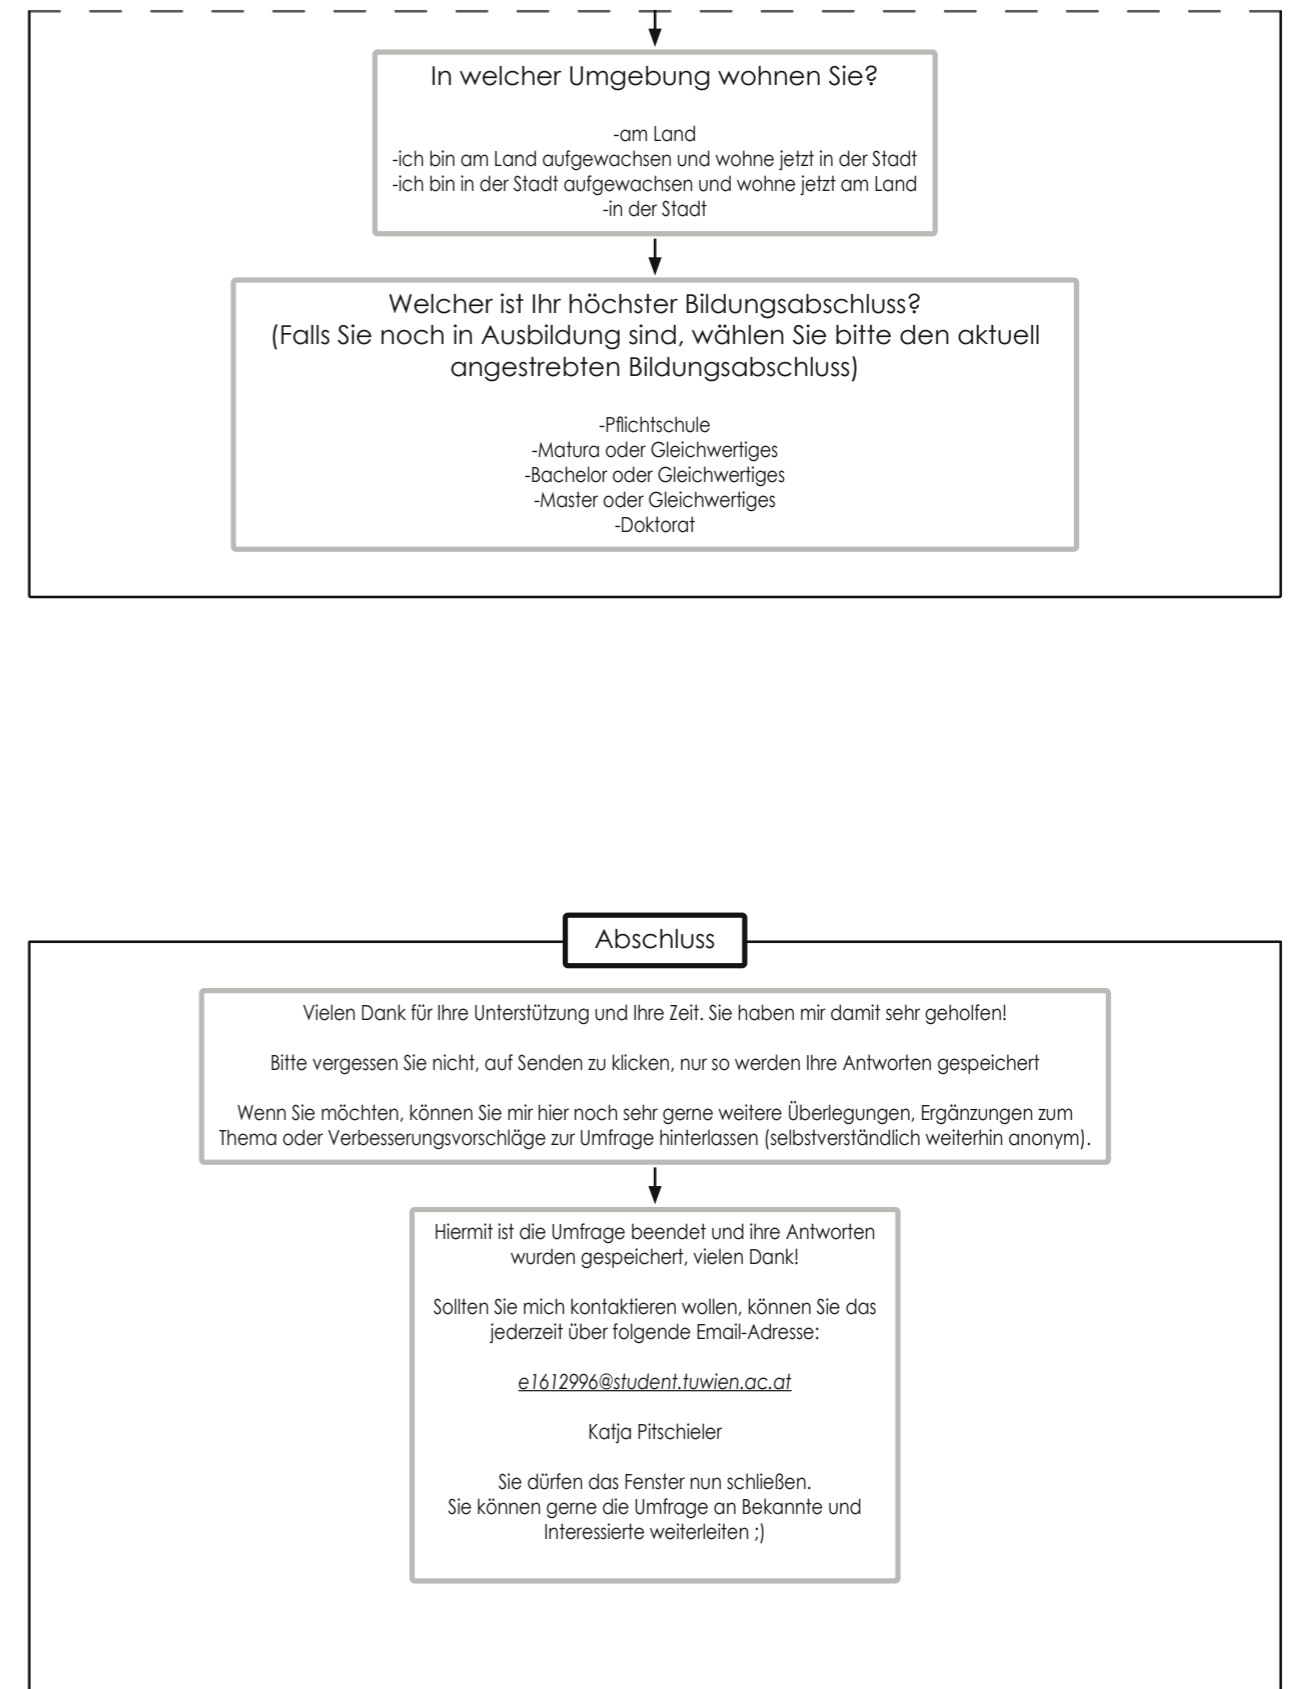 In welcher Umgebung wohnen Sie?
-am Land
-ich bin am Land aufgewachsen und wohne jetzt in der Stadt
-ich bin in der Stadt aufgewachsen und wohne jetzt am Land
-in der Stadt
Welcher ist Ihr höchster Bildungsabschluss?
(Falls Sie noch in Ausbildung sind, wählen Sie bitte den aktuell
angestrebten Bildungsabschluss)
-Pflichtschule
-Matura oder Gleichwertiges
-Bachelor oder Gleichwertiges
-Master oder Gleichwertiges
-Doktorat
Abschluss
Vielen Dank für Ihre Unterstützung und Ihre Zeit. Sie haben mir damit sehr geholfen!
Bitte vergessen Sie nicht, auf Senden zu klicken, nur so werden Ihre Antworten gespeichert
Wenn Sie möchten, können Sie mir hier noch sehr gerne weitere Überlegungen, Ergänzungen zum
Thema oder Verbesserungsvorschläge zur Umfrage hinterlassen (selbstverständlich weiterhin anonym).
Hiermit ist die Umfrage beendet und ihre Antworten
wurden gespeichert, vielen Dank!
Sollten Sie mich kontaktieren wollen, können Sie das
jederzeit über folgende Email-Adresse:
e1612996@student.tuwien.ac.at
Katja Pitschieler
Sie dürfen das Fenster nun schließen.
Sie können gerne die Umfrage an Bekannte und
Interessierte weiterleiten ;)